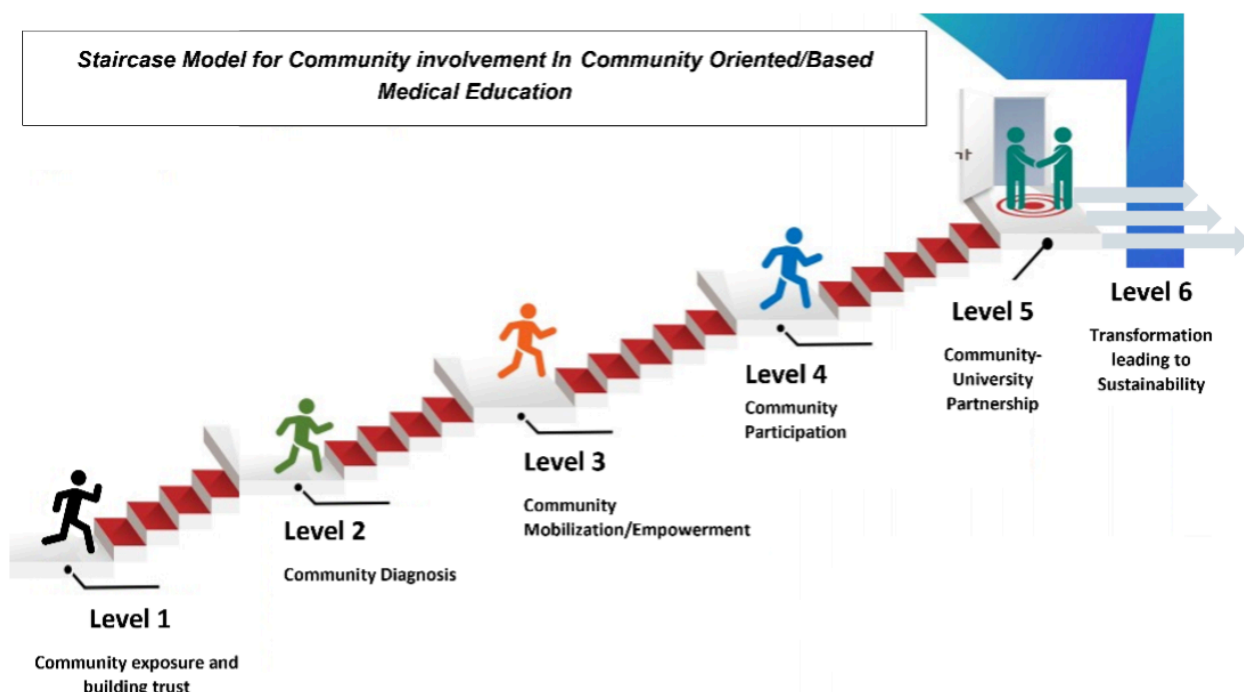 Staircase Model for Community involvement In Community Oriented/Based
Medical Education
Level 1
Community exposure and
building trust
Level 2
Community Diagnosis
Level 3
Community
Mobilization/Empowerment
Level 4
Community
Participation
Level 5
Community-
University
Partnership
Level 6
Transformation
leading to
Sustainability